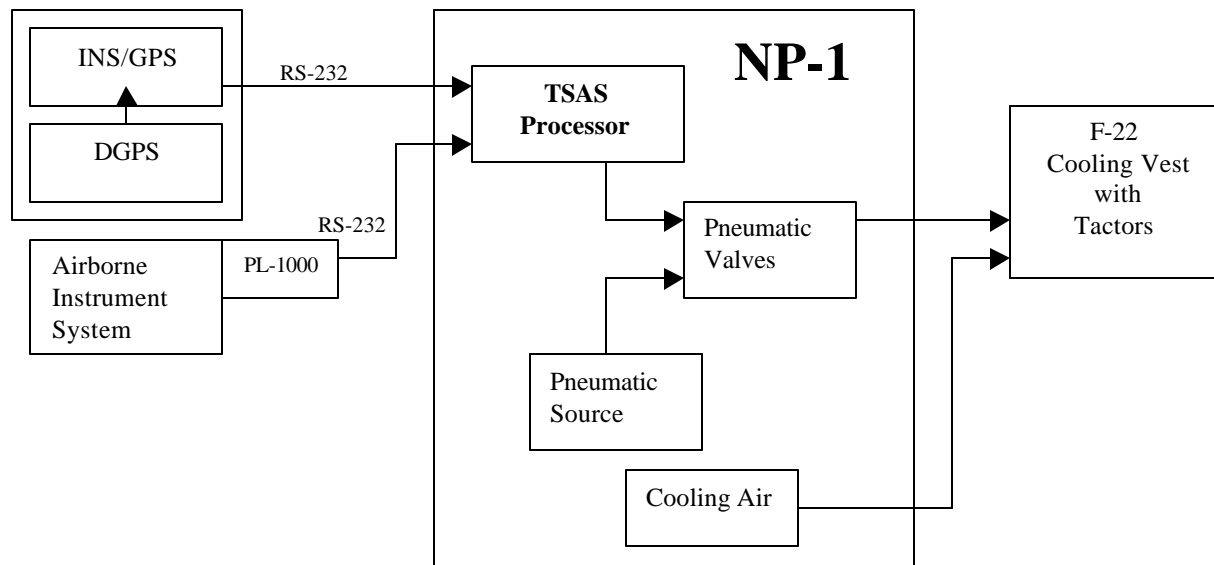 INS/GPS
DGPS
RS-232
Airborne
Instrument
System
PL-1000
RS-232
NP-1
TSAS
Processor
Pneumatic
Valves
Pneumatic
Source
Cooling Air
F-22
Cooling Vest
with
Tactors